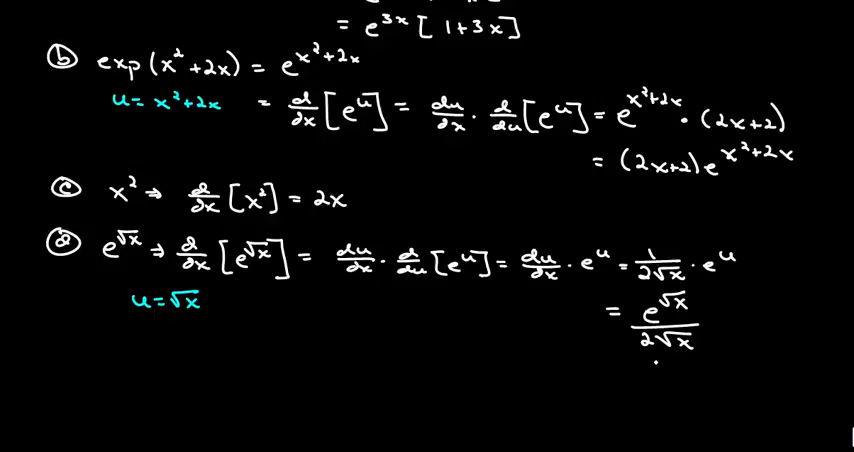 = e^{3x} [1+3x]
ⓑ exp(x²+2x) = e^{x²+2x}
u = x²+2x = d/dx [e^u] = du/dx · d/du [e^u] = e^{x²+2x} · (2x+2)
= (2x+2)e^{x²+2x}
ⓒ x² → d/dx [x²] = 2x
ⓓ e^{√x} → d/dx [e^{√x}] = du/dx · d/du [e^u] = du/dx · e^u = 1/(2√x) · e^u
u = √x
= e^{√x}/(2√x)